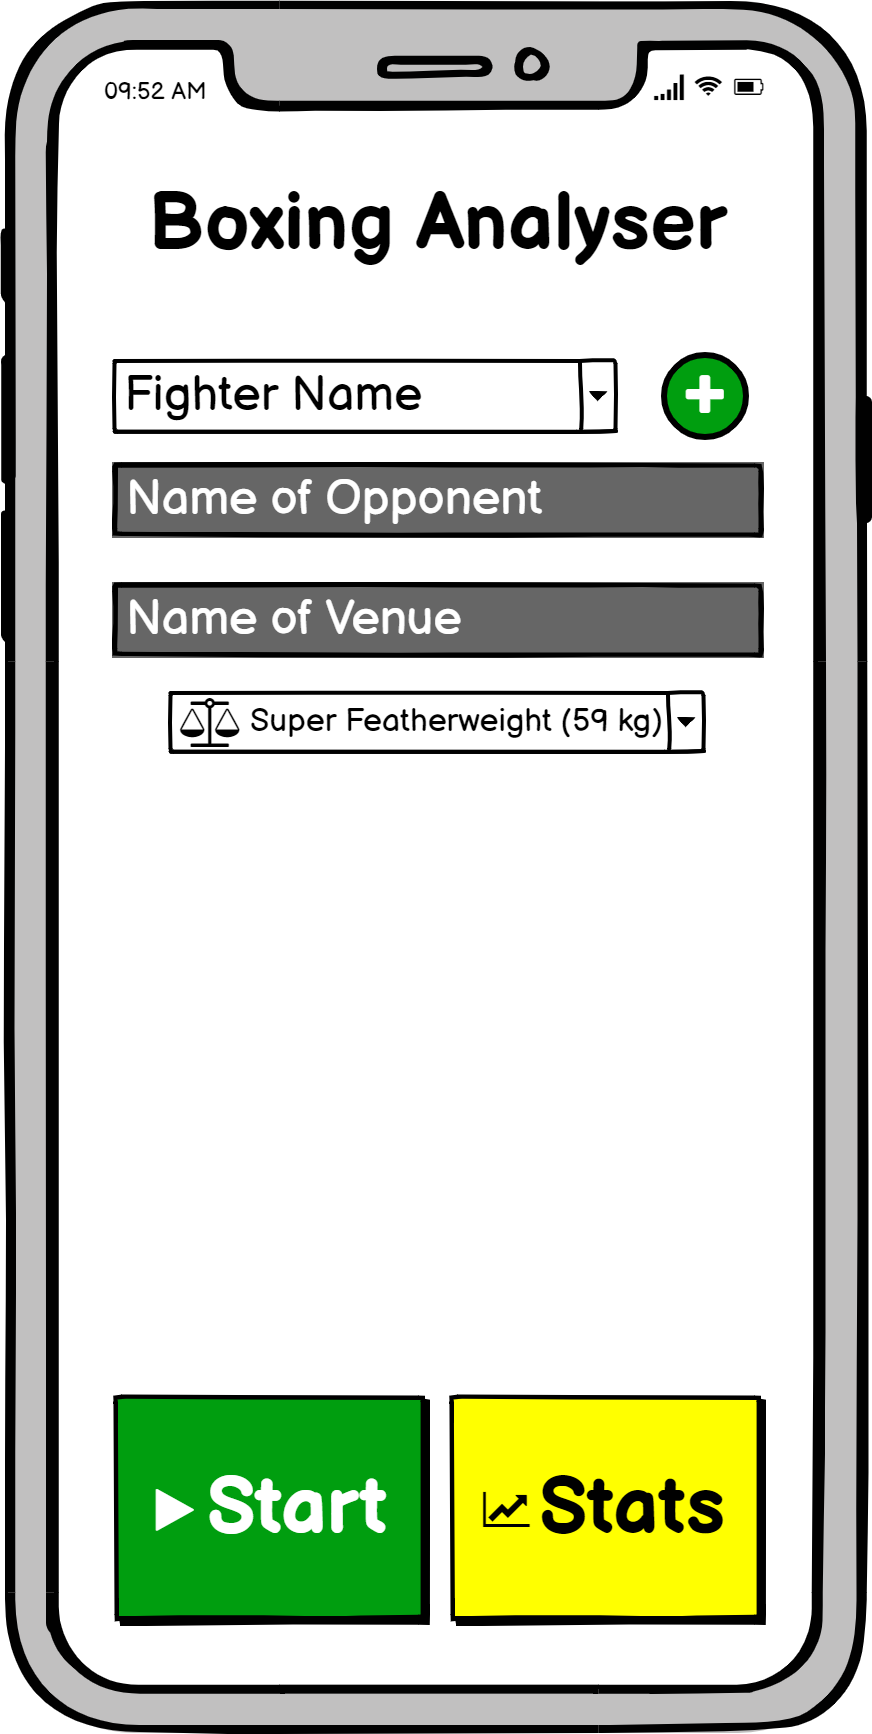 09:52 AM
Boxing Analyser
Fighter Name
Name of Opponent
Name of Venue
Super Featherweight (59 kg)
Start
Stats